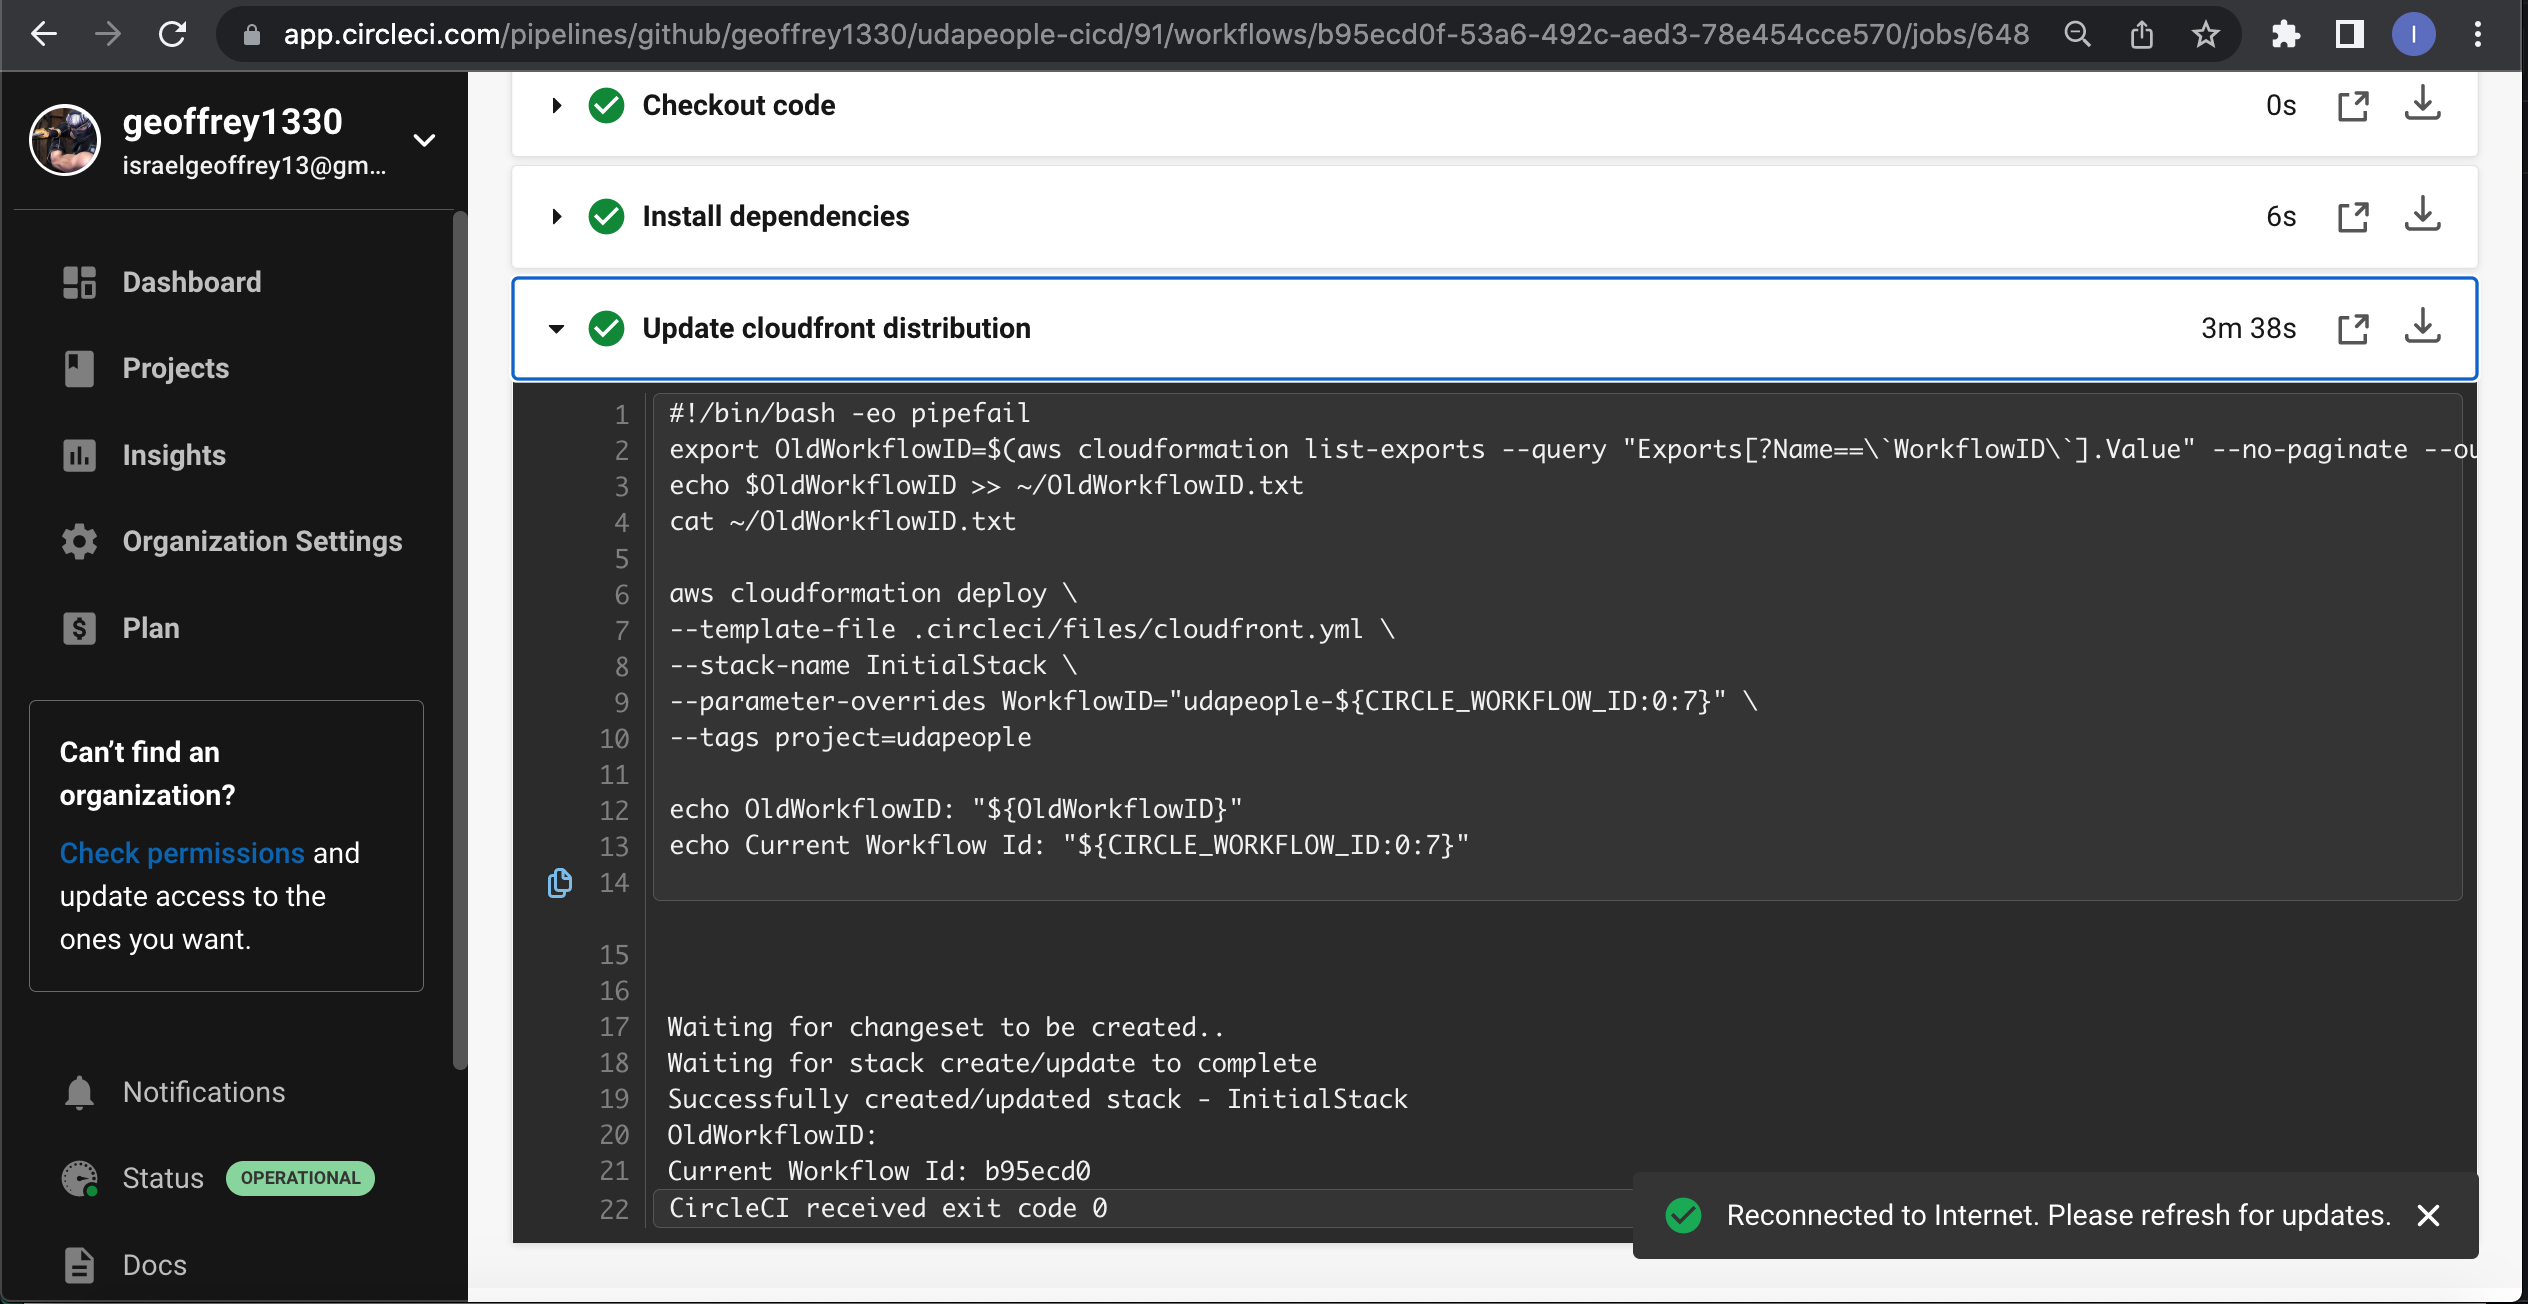 app.circleci.com/pipelines/github/geoffrey1330/udapeople-cicd/91/workflows/b95ecd0f-53a6-492c-aed3-78e454cce570/jobs/648
I
geoffrey1330
israelgeoffrey13@gm...
Dashboard
Projects
Insights
Organization Settings
Plan
Can’t find an
organization?
Check permissions and
update access to the
ones you want.
Notifications
Status OPERATIONAL
Docs
Checkout code 0s
Install dependencies 6s
Update cloudfront distribution 3m 38s
1 #!/bin/bash -eo pipefail
2 export OldWorkflowID=$(aws cloudformation list-exports --query "Exports[?Name==\`WorkflowID\`].Value" --no-paginate --ou
3 echo $OldWorkflowID >> ~/OldWorkflowID.txt
4 cat ~/OldWorkflowID.txt
5
6 aws cloudformation deploy \
7 --template-file .circleci/files/cloudfront.yml \
8 --stack-name InitialStack \
9 --parameter-overrides WorkflowID="udapeople-${CIRCLE_WORKFLOW_ID:0:7}" \
10 --tags project=udapeople
11
12 echo OldWorkflowID: "${OldWorkflowID}"
13 echo Current Workflow Id: "${CIRCLE_WORKFLOW_ID:0:7}"
14
15
16
17 Waiting for changeset to be created..
18 Waiting for stack create/update to complete
19 Successfully created/updated stack - InitialStack
20 OldWorkflowID:
21 Current Workflow Id: b95ecd0
22 CircleCI received exit code 0
Reconnected to Internet. Please refresh for updates.